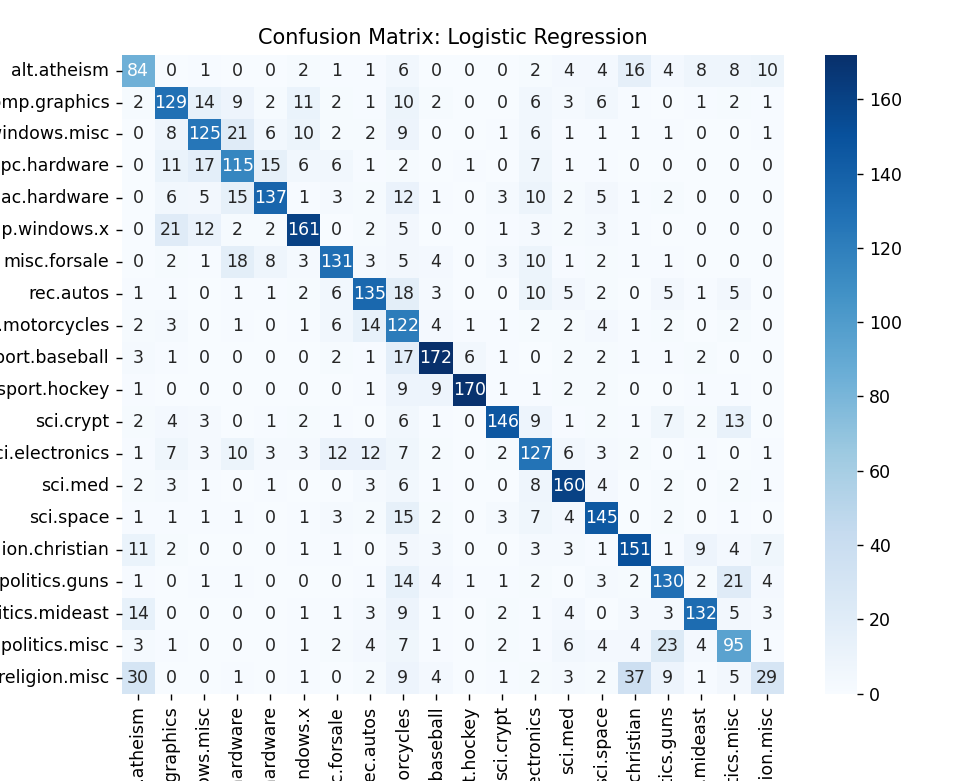 Confusion Matrix: Logistic Regression
alt.atheism 84 0 1 0 0 2 1 1 6 0 0 0 2 4 4 16 4 8 8 10
omp.graphics 2 129 14 9 2 11 2 1 10 2 0 0 6 3 6 1 0 1 2 1
windows.misc 0 8 125 21 6 10 2 2 9 0 0 1 6 1 1 1 0 0 0 1
pc.hardware 0 11 17 115 15 6 6 1 2 0 1 0 7 1 1 0 0 0 0 0
ac.hardware 0 6 5 15 137 1 3 2 12 1 0 3 10 2 5 1 2 0 0 0
p.windows.x 0 21 12 2 2 161 0 2 5 0 0 1 3 2 3 1 0 0 0 0
misc.forsale 0 2 1 18 8 3 131 3 5 4 0 3 10 1 2 1 1 0 0 0
rec.autos 1 1 0 1 1 2 6 135 18 3 0 0 10 5 2 0 5 1 5 0
.motorcycles 2 3 0 1 0 1 6 14 122 4 1 1 2 2 4 1 2 0 2 0
port.baseball 3 1 0 0 0 0 2 1 17 172 6 1 0 2 2 1 1 2 0 0
sport.hockey 1 0 0 0 0 0 0 1 9 9 170 1 1 2 2 0 0 1 1 0
sci.crypt 2 4 3 0 1 2 1 0 6 1 0 146 9 1 2 1 7 2 13 0
ci.electronics 1 7 3 10 3 3 12 12 7 2 0 2 127 6 3 2 0 1 0 1
sci.med 2 3 1 0 1 0 0 3 6 1 0 0 8 160 4 0 2 0 2 1
sci.space 1 1 1 1 0 1 3 2 15 2 0 3 7 4 145 0 2 0 1 0
ion.christian 11 2 0 0 0 1 1 0 5 3 0 0 3 3 1 151 1 9 4 7
politics.guns 1 0 1 1 0 0 0 1 14 4 1 1 2 0 3 2 130 2 21 4
itics.mideast 14 0 0 0 0 1 1 3 9 1 0 2 1 4 0 3 3 132 5 3
politics.misc 3 1 0 0 0 1 2 4 7 1 0 2 1 6 4 4 23 4 95 1
religion.misc 30 0 0 1 0 1 0 2 9 4 0 1 2 3 2 37 9 1 5 29
.atheism
graphics
ows.misc
hardware
hardware
ndows.x
c.forsale
ec.autos
orcycles
baseball
t.hockey
sci.crypt
ectronics
sci.med
sci.space
christian
tics.guns
.mideast
tics.misc
ion.misc
160
140
120
100
80
60
40
20
0